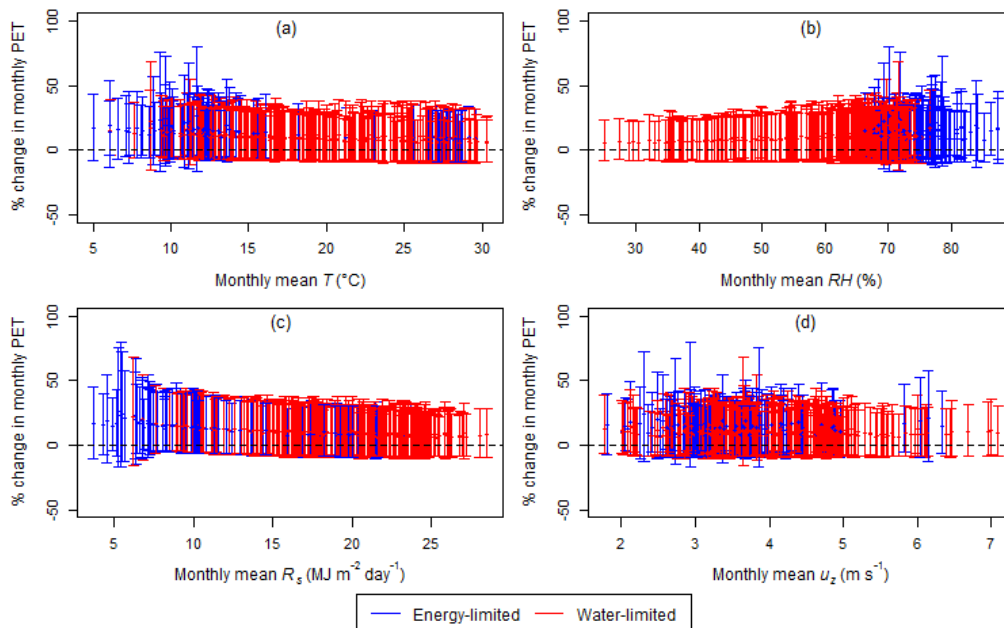 (a)
% change in monthly PET
100
50
0
-50
5 10 15 20 25 30
Monthly mean T (°C)
(b)
% change in monthly PET
100
50
0
-50
30 40 50 60 70 80
Monthly mean RH (%)
(c)
% change in monthly PET
100
50
0
-50
5 10 15 20 25
Monthly mean Rs (MJ m⁻² day⁻¹)
(d)
% change in monthly PET
100
50
0
-50
2 3 4 5 6 7
Monthly mean uz (m s⁻¹)
Energy-limited Water-limited